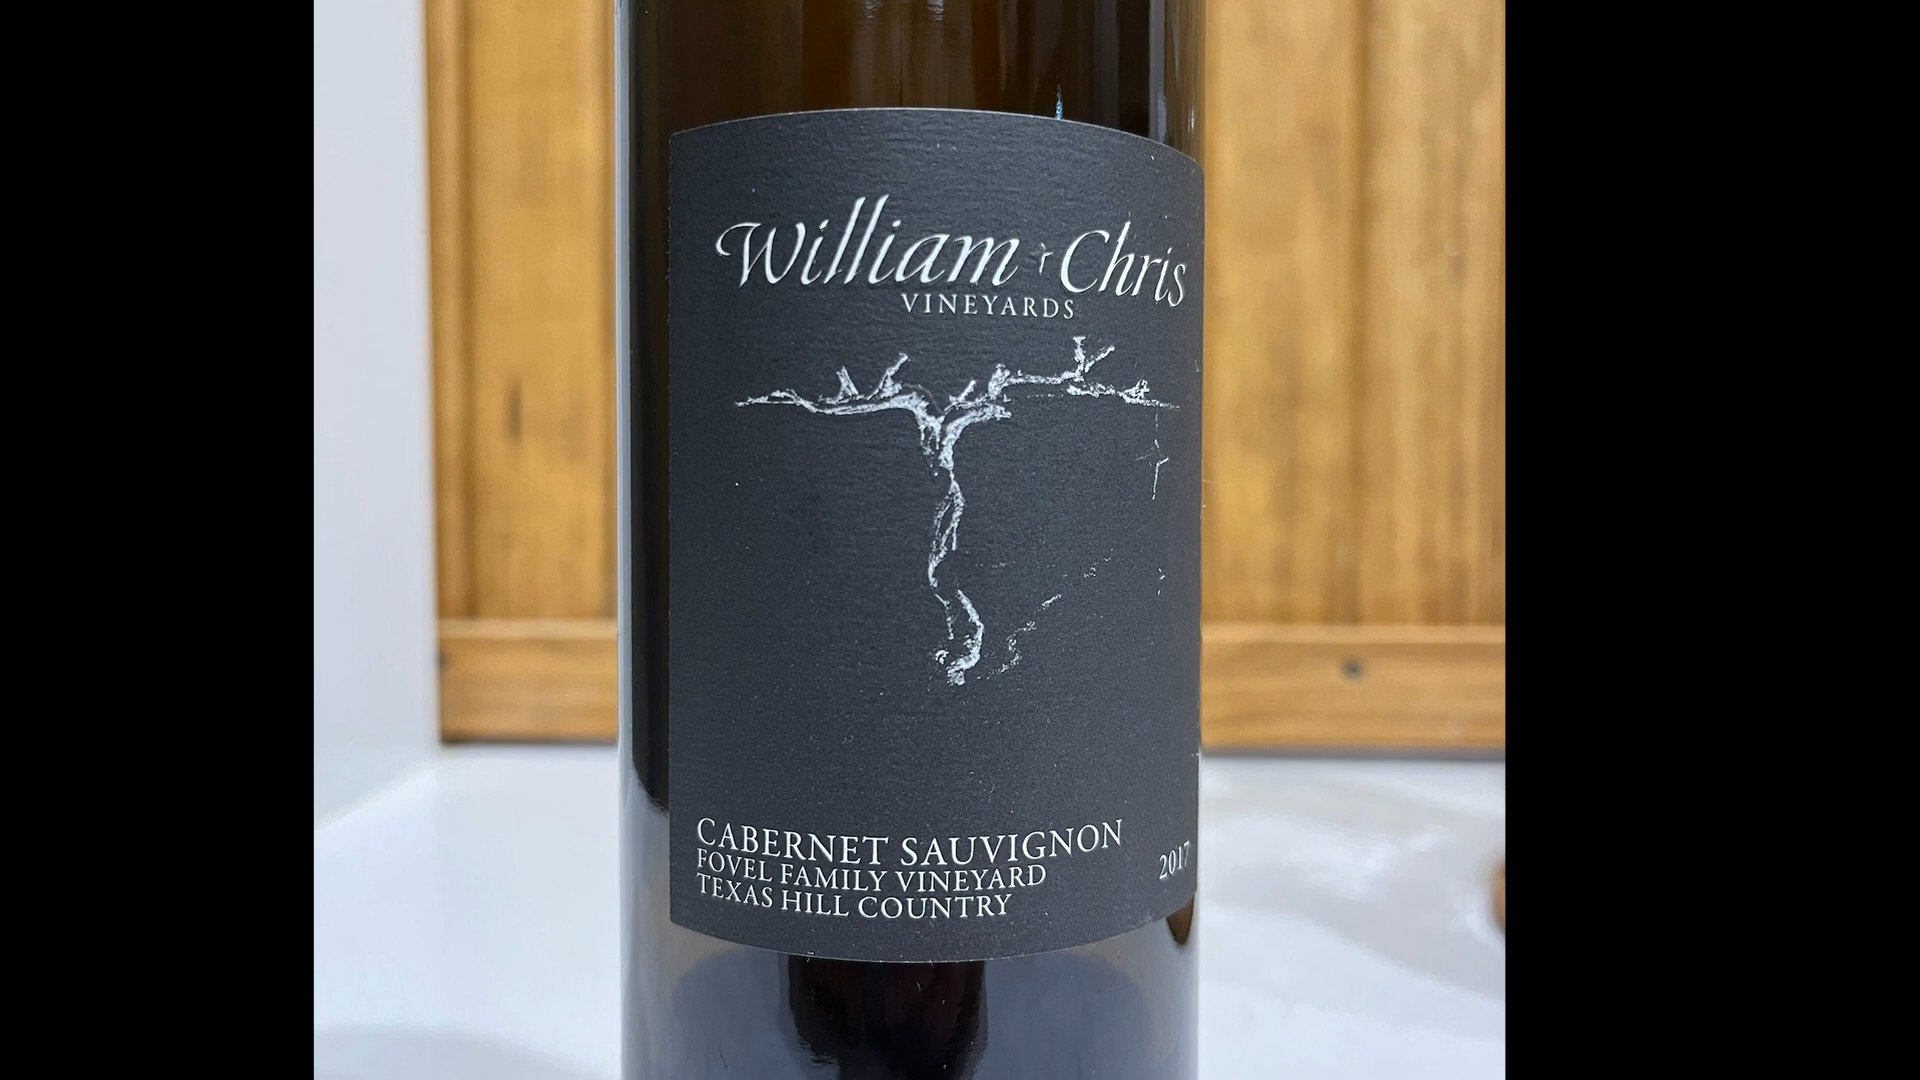 William Chris
VINEYARDS
CABERNET SAUVIGNON
FOVEL FAMILY VINEYARD
TEXAS HILL COUNTRY
2017